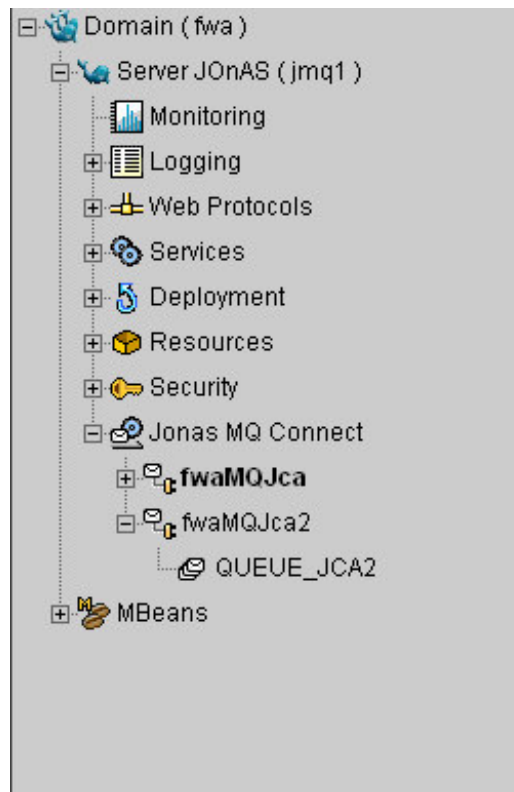 Domain ( fwa )
Server JOnAS ( jmq1 )
Monitoring
Logging
Web Protocols
Services
Deployment
Resources
Security
Jonas MQ Connect
fwaMQJca
fwaMQJca2
QUEUE_JCA2
MBeans